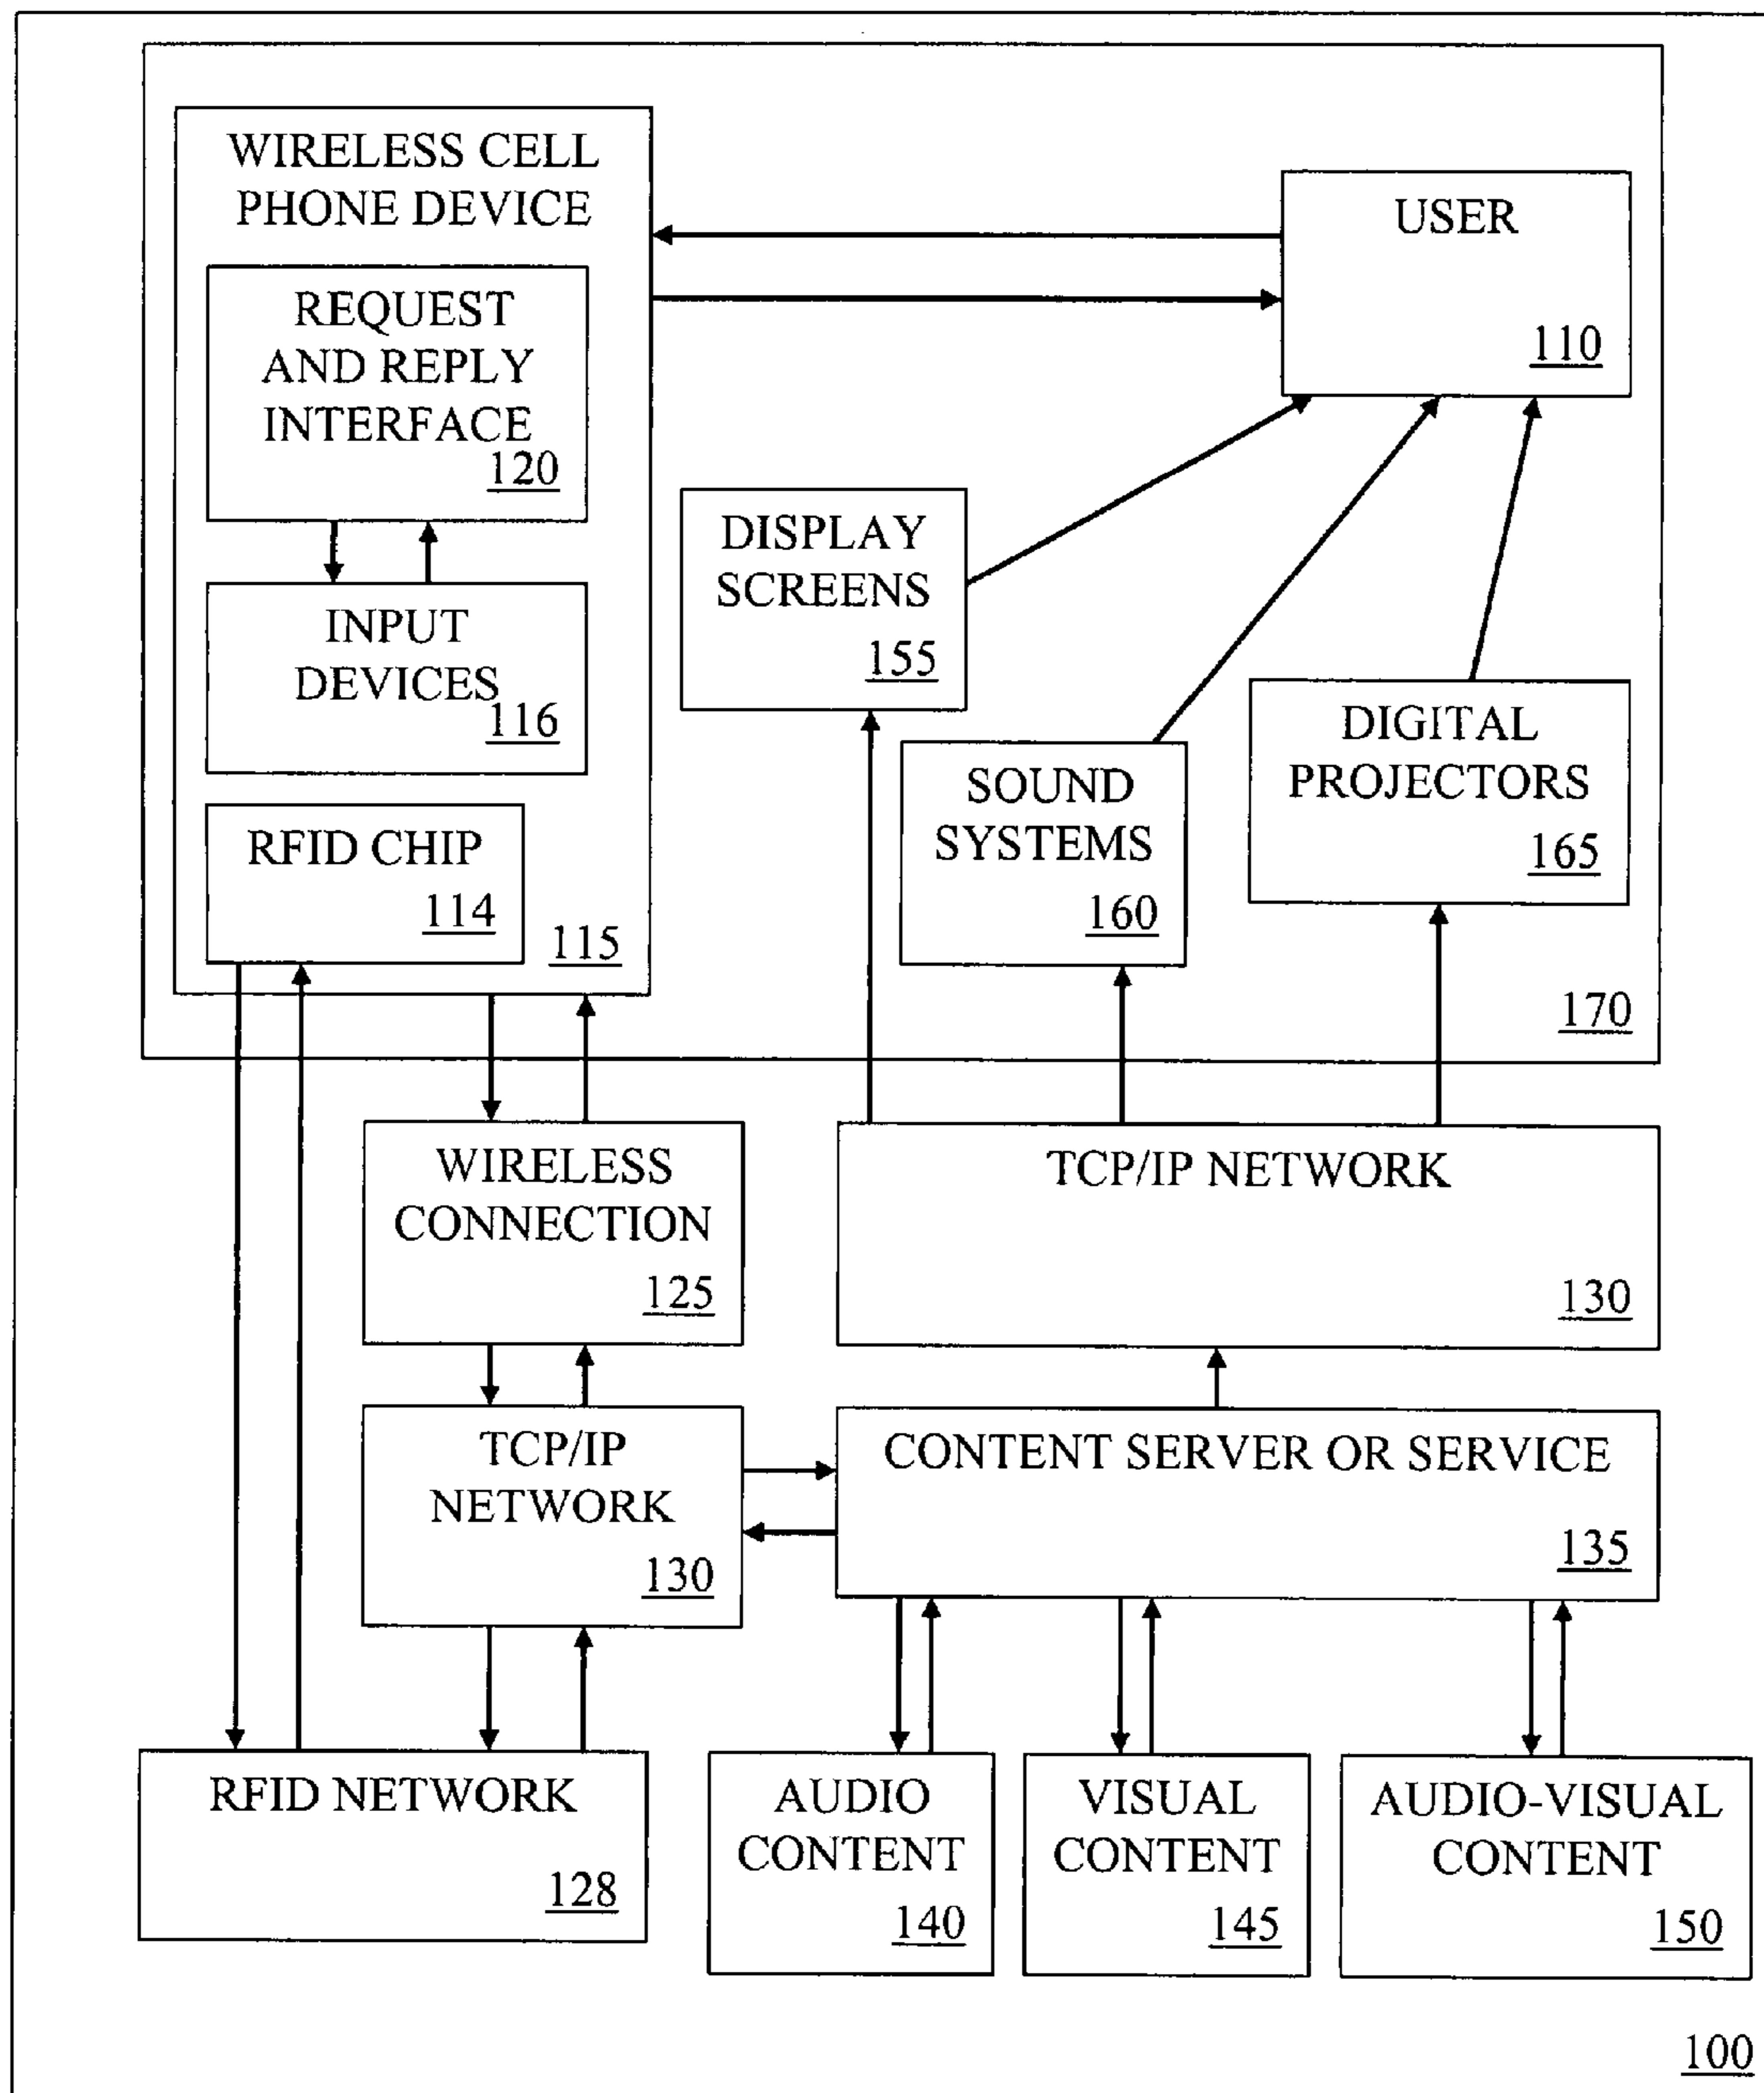 WIRELESS CELL
PHONE DEVICE
REQUEST
AND REPLY
INTERFACE
120
INPUT
DEVICES
116
RFID CHIP
114
115
USER
110
DISPLAY
SCREENS
155
SOUND
SYSTEMS
160
DIGITAL
PROJECTORS
165
170
WIRELESS
CONNECTION
125
TCP/IP NETWORK
130
TCP/IP
NETWORK
130
CONTENT SERVER OR SERVICE
135
RFID NETWORK
128
AUDIO
CONTENT
140
VISUAL
CONTENT
145
AUDIO-VISUAL
CONTENT
150
100